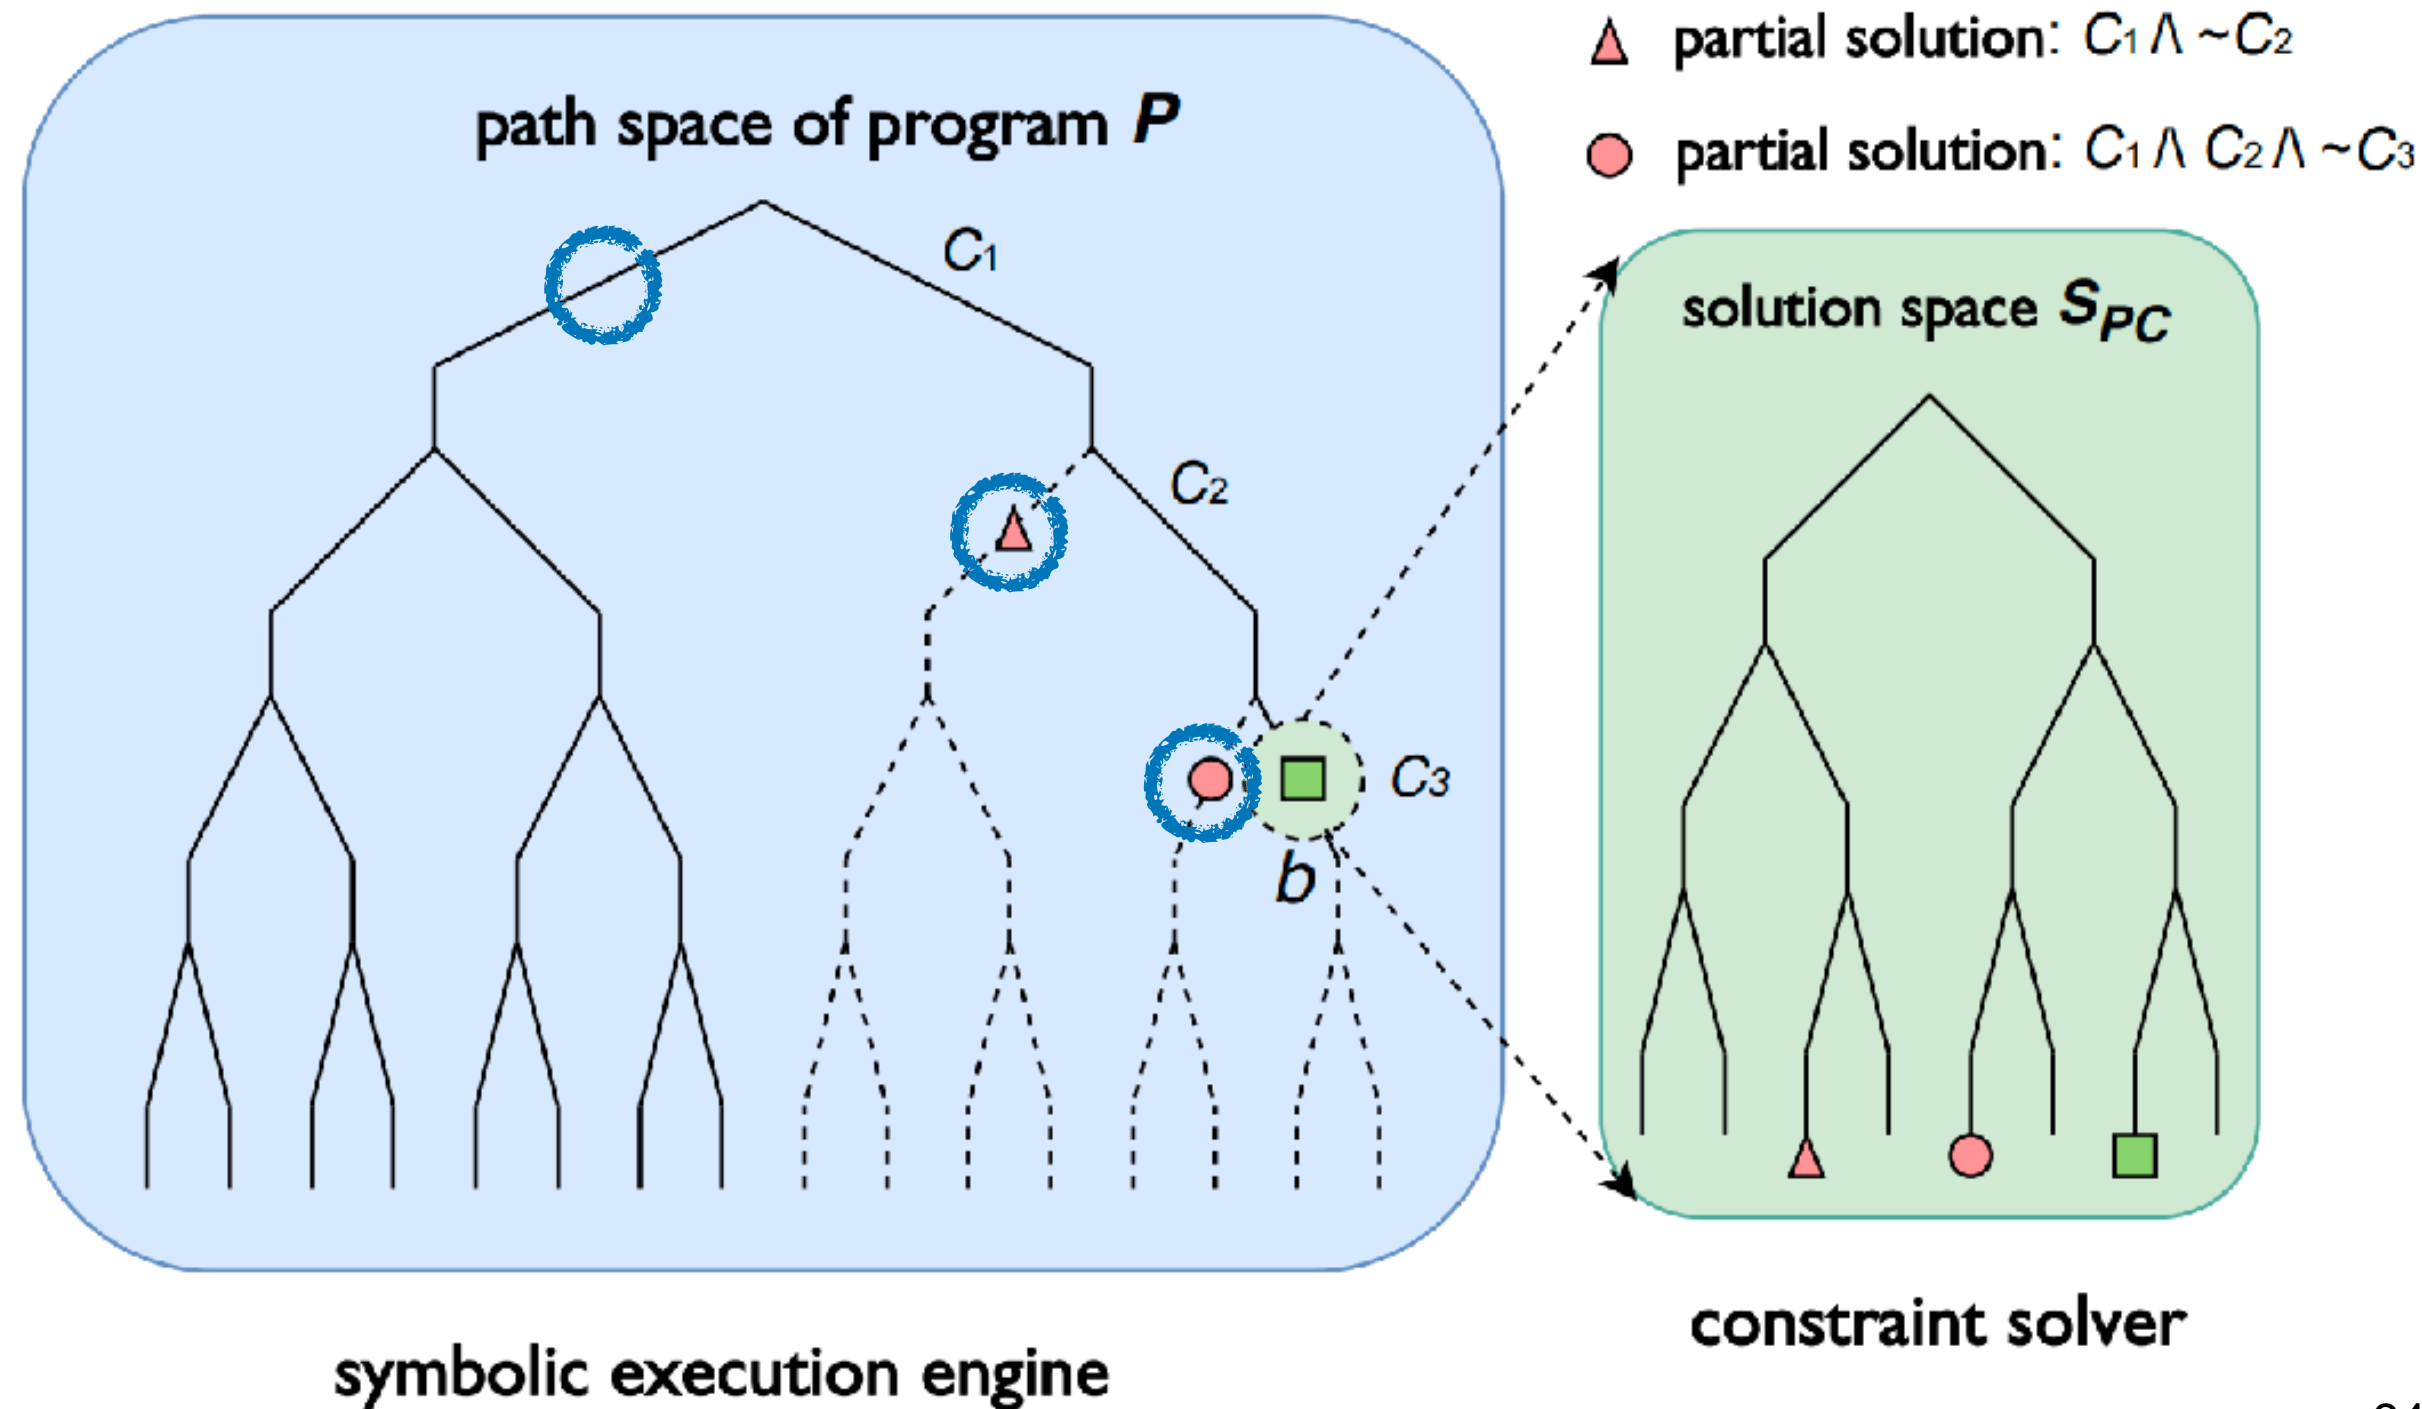 partial solution: C1 /\ ~C2
partial solution: C1 /\ C2 /\ ~C3
path space of program P
C1
solution space SPC
C2
C3
b
constraint solver
symbolic execution engine